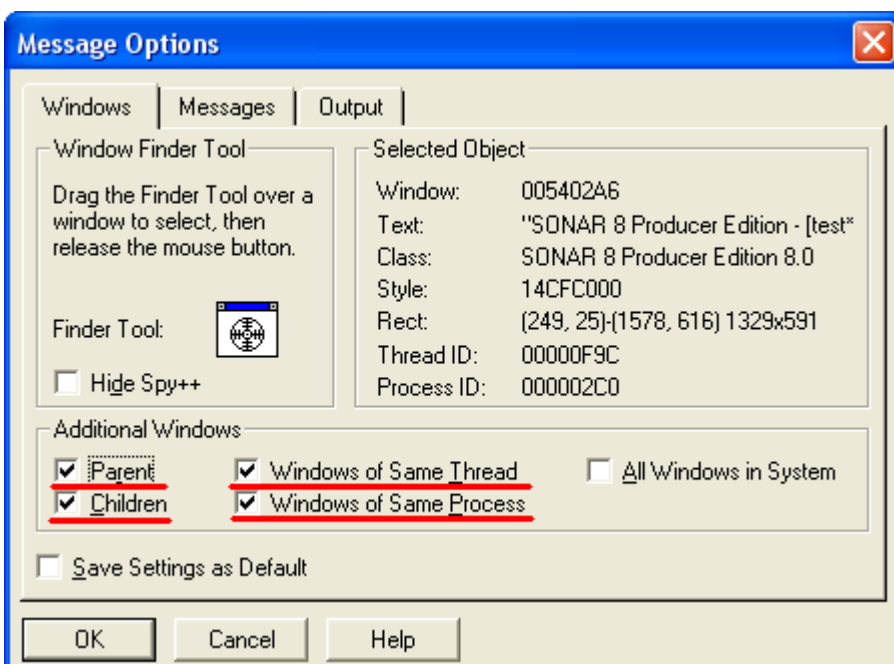 Message Options
Windows Messages Output
Window Finder Tool
Drag the Finder Tool over a
window to select, then
release the mouse button.
Finder Tool:
Hide Spy++
Selected Object
Window: 005402A6
Text: "SONAR 8 Producer Edition - [test*
Class: SONAR 8 Producer Edition 8.0
Style: 14CFC000
Rect: (249, 25)-(1578, 616) 1329x591
Thread ID: 00000F9C
Process ID: 000002C0
Additional Windows
Parent Windows of Same Thread All Windows in System
Children Windows of Same Process
Save Settings as Default
OK Cancel Help